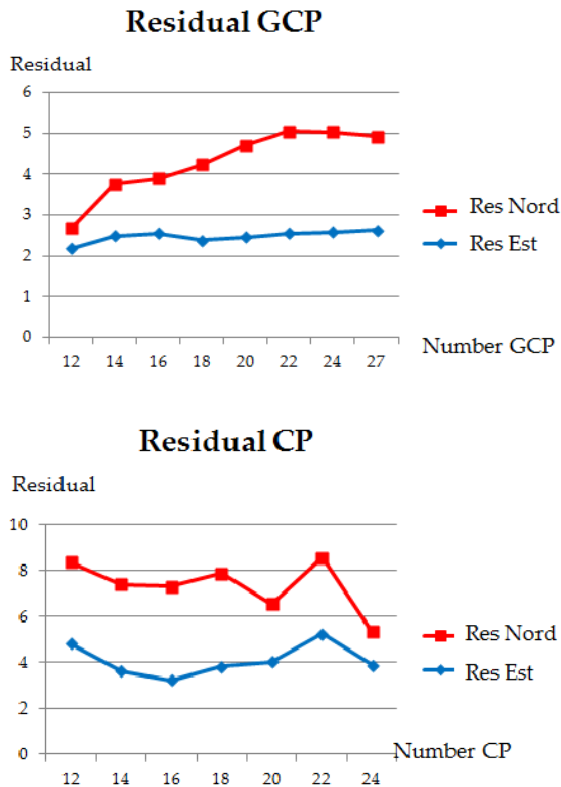 Residual GCP
Residual
6
5
4
3
2
1
0
12 14 16 18 20 22 24 27
Number GCP
Res Nord
Res Est
Residual CP
Residual
10
8
6
4
2
0
12 14 16 18 20 22 24
Number CP
Res Nord
Res Est